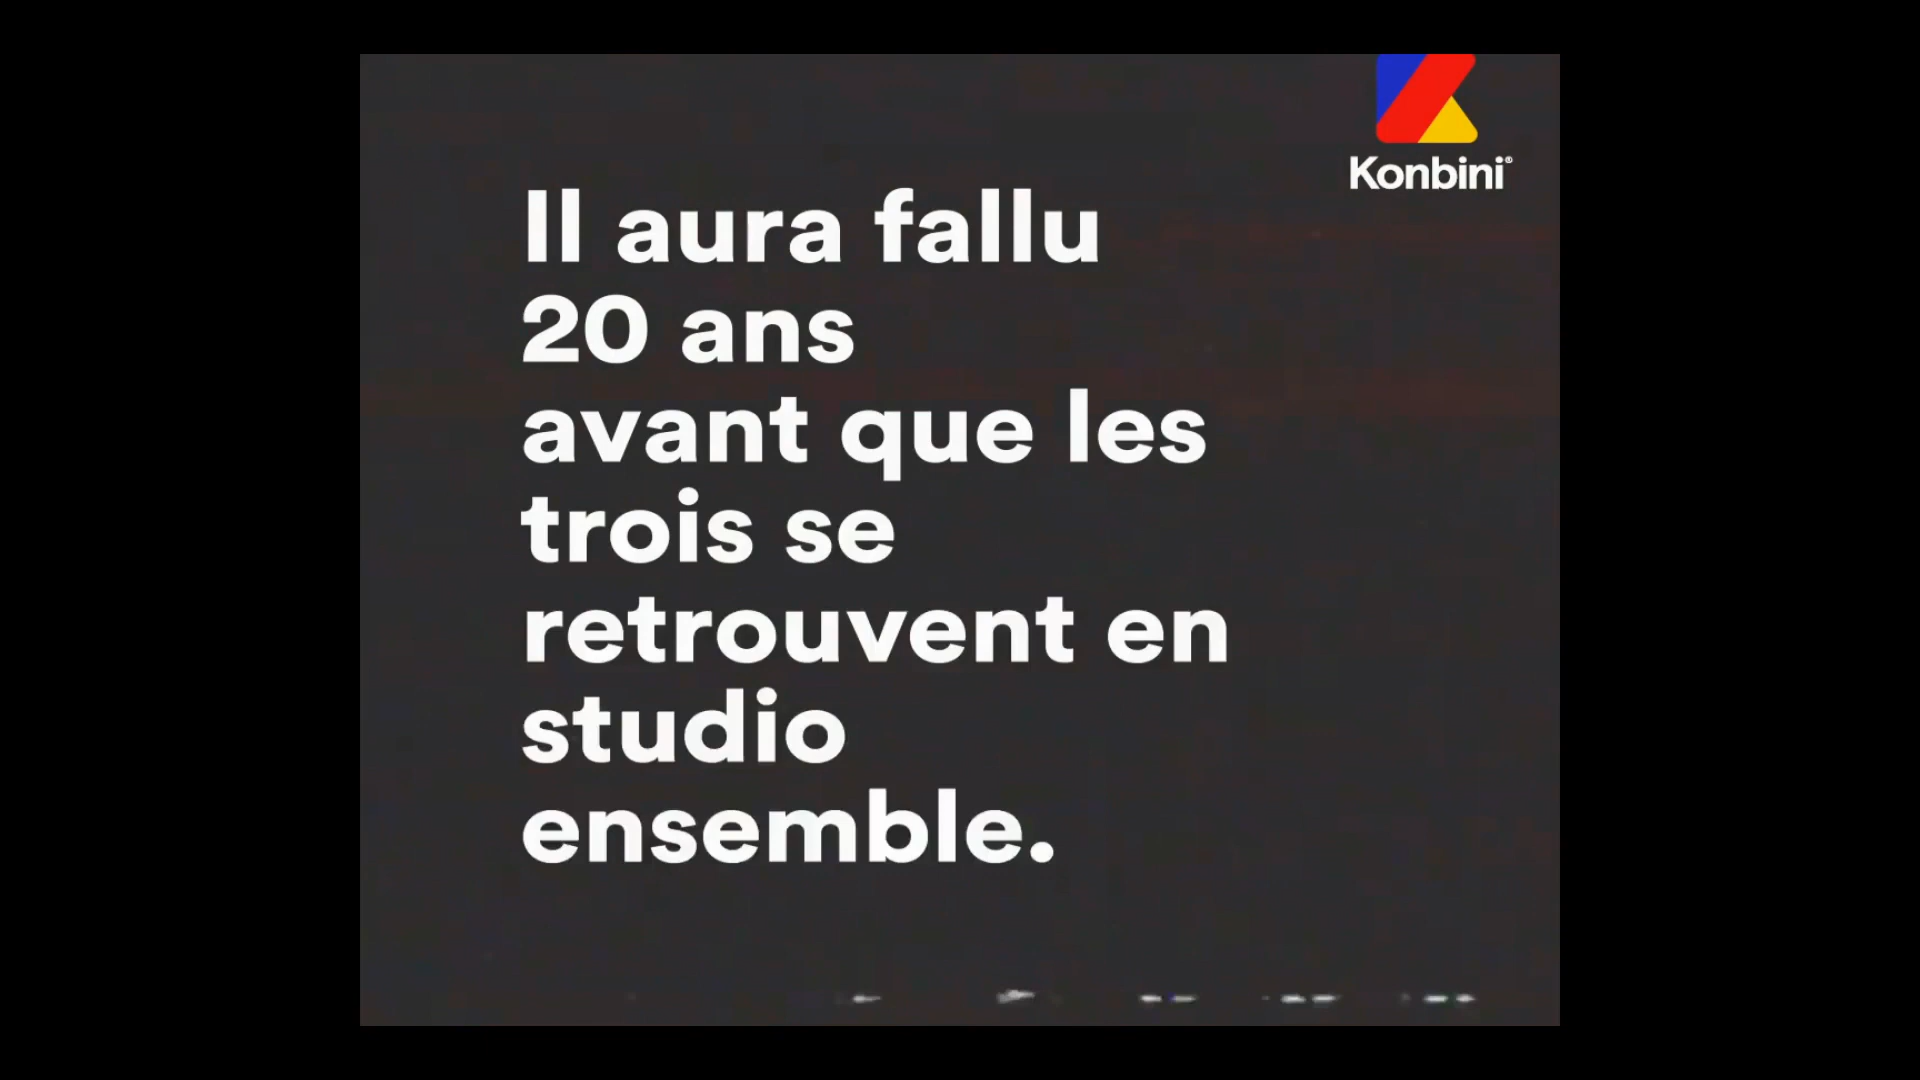 Konbini®
Il aura fallu
20 ans
avant que les
trois se
retrouvent en
studio
ensemble.